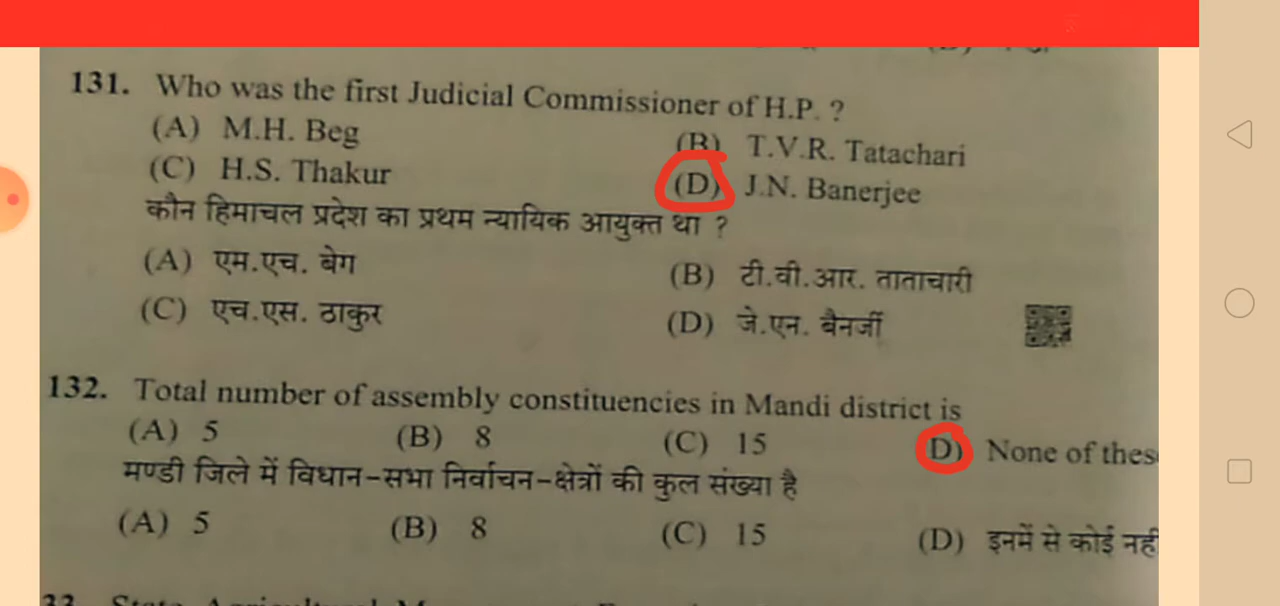 131. Who was the first Judicial Commissioner of H.P. ?
(A) M.H. Beg (B) T.V.R. Tatachari
(C) H.S. Thakur (D) J.N. Banerjee
कौन हिमाचल प्रदेश का प्रथम न्यायिक आयुक्त था ?
(A) एम.एच. बेग (B) टी.वी.आर. ताताचारी
(C) एच.एस. ठाकुर (D) जे.एन. बैनर्जी
132. Total number of assembly constituencies in Mandi district is
(A) 5 (B) 8 (C) 15 D) None of thes
मण्डी जिले में विधान-सभा निर्वाचन-क्षेत्रों की कुल संख्या है
(A) 5 (B) 8 (C) 15 (D) इनमें से कोई नहीं